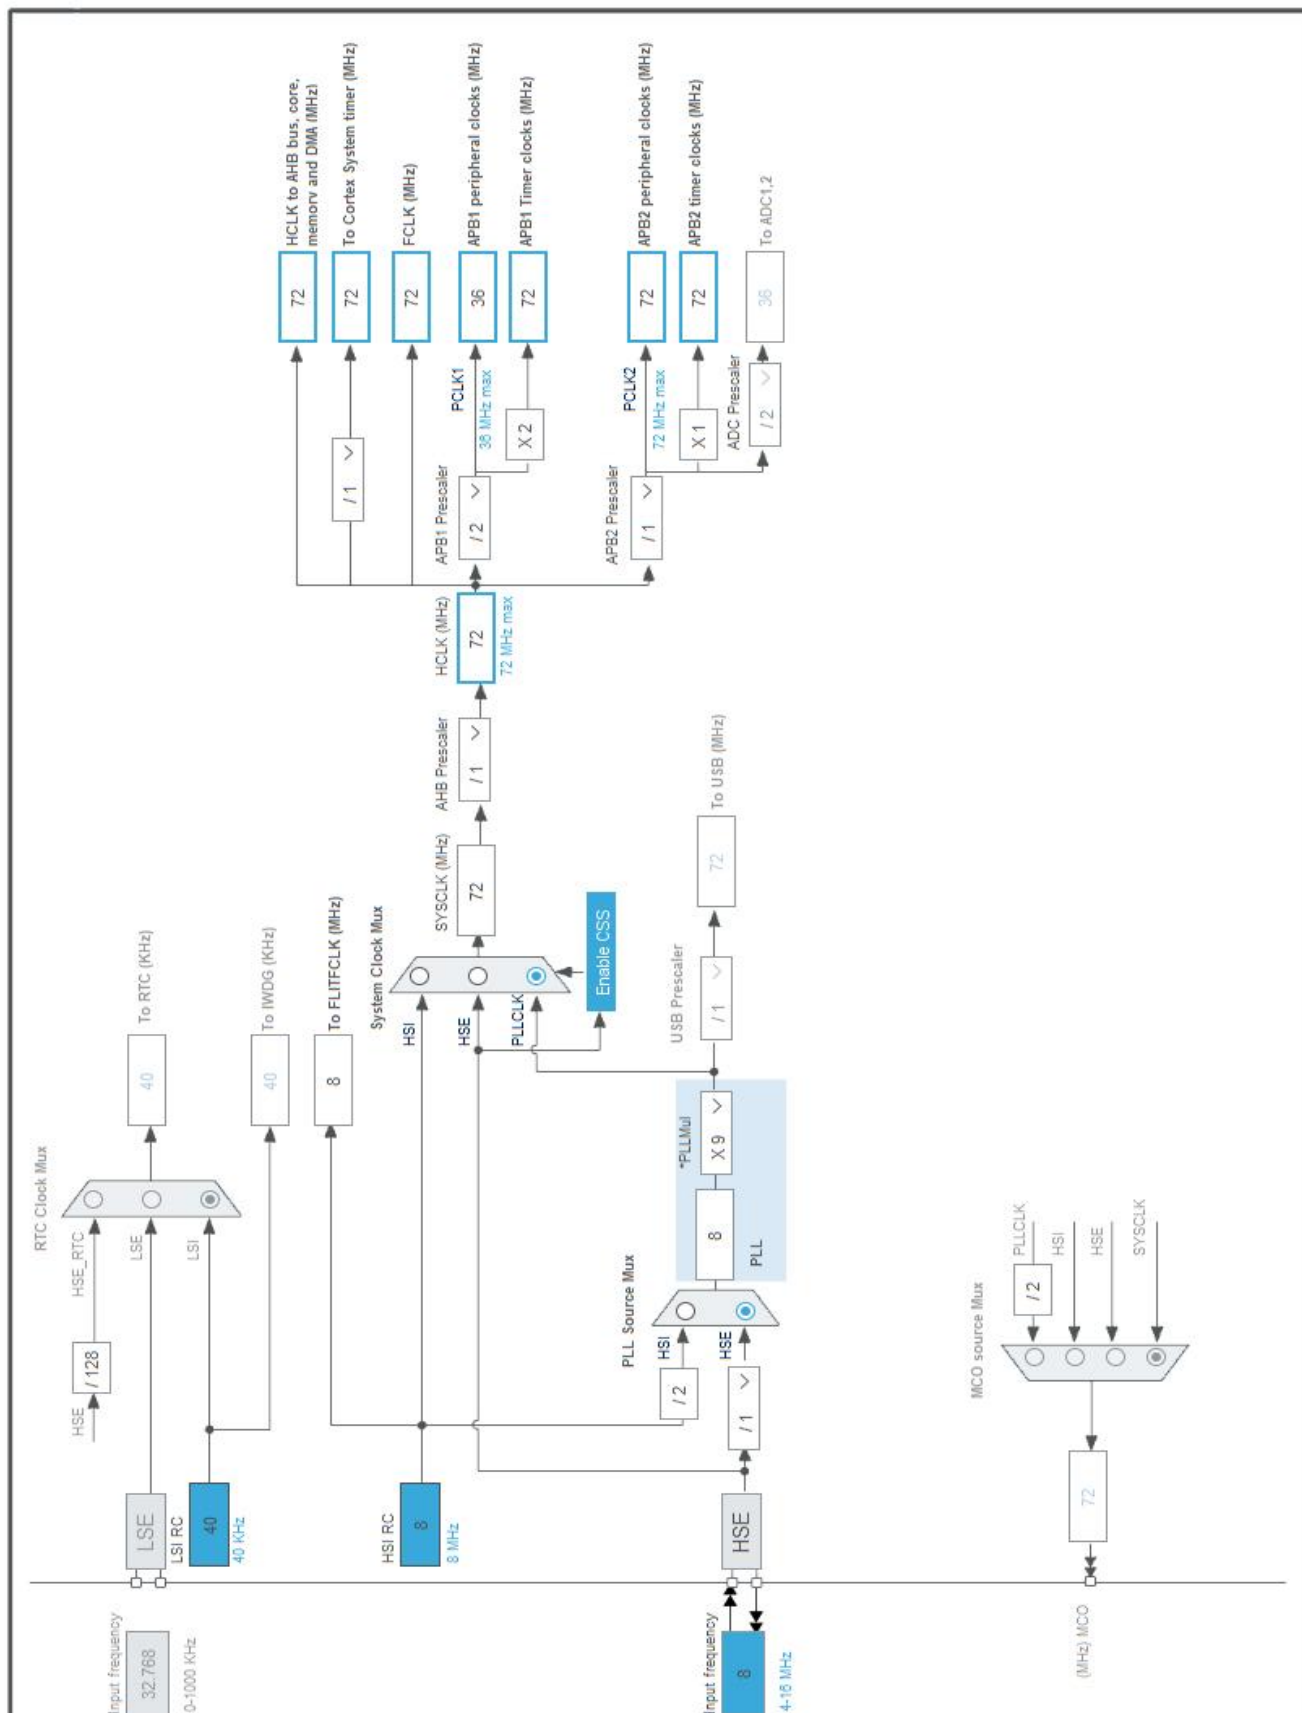 RTC Clock Mux
HSE
/ 128
HSE_RTC
LSE
LSI
40
To RTC (KHz)
Input frequency
32.768
0-1000 KHz
LSE
LSI RC
40
40 KHz
40
To IWDG (KHz)
8
To FLITFCLK (MHz)
HSI RC
8
8 MHz
System Clock Mux
HSI
HSE
PLLCLK
Enable CSS
SYSCLK (MHz)
72
AHB Prescaler
/ 1
HCLK (MHz)
72
72 MHz max
72
HCLK to AHB bus, core,
memory and DMA (MHz)
/ 1
72
To Cortex System timer (MHz)
72
FCLK (MHz)
APB1 Prescaler
/ 2
PCLK1
36 MHz max
36
APB1 peripheral clocks (MHz)
X 2
72
APB1 Timer clocks (MHz)
APB2 Prescaler
/ 1
PCLK2
72 MHz max
72
APB2 peripheral clocks (MHz)
X 1
72
APB2 timer clocks (MHz)
ADC Prescaler
/ 2
36
To ADC1,2
PLL Source Mux
/ 2
HSI
HSE
/ 1
Input frequency
8
4-16 MHz
HSE
8
*PLLMul
X 9
PLL
USB Prescaler
/ 1
72
To USB (MHz)
MCO source Mux
/ 2
PLLCLK
HSI
HSE
SYSCLK
72
(MHz) MCO